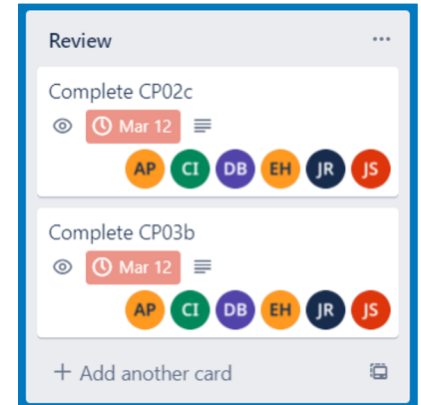 Review
Complete CP02c
Mar 12
AP CI DB EH JR JS
Complete CP03b
Mar 12
AP CI DB EH JR JS
+ Add another card